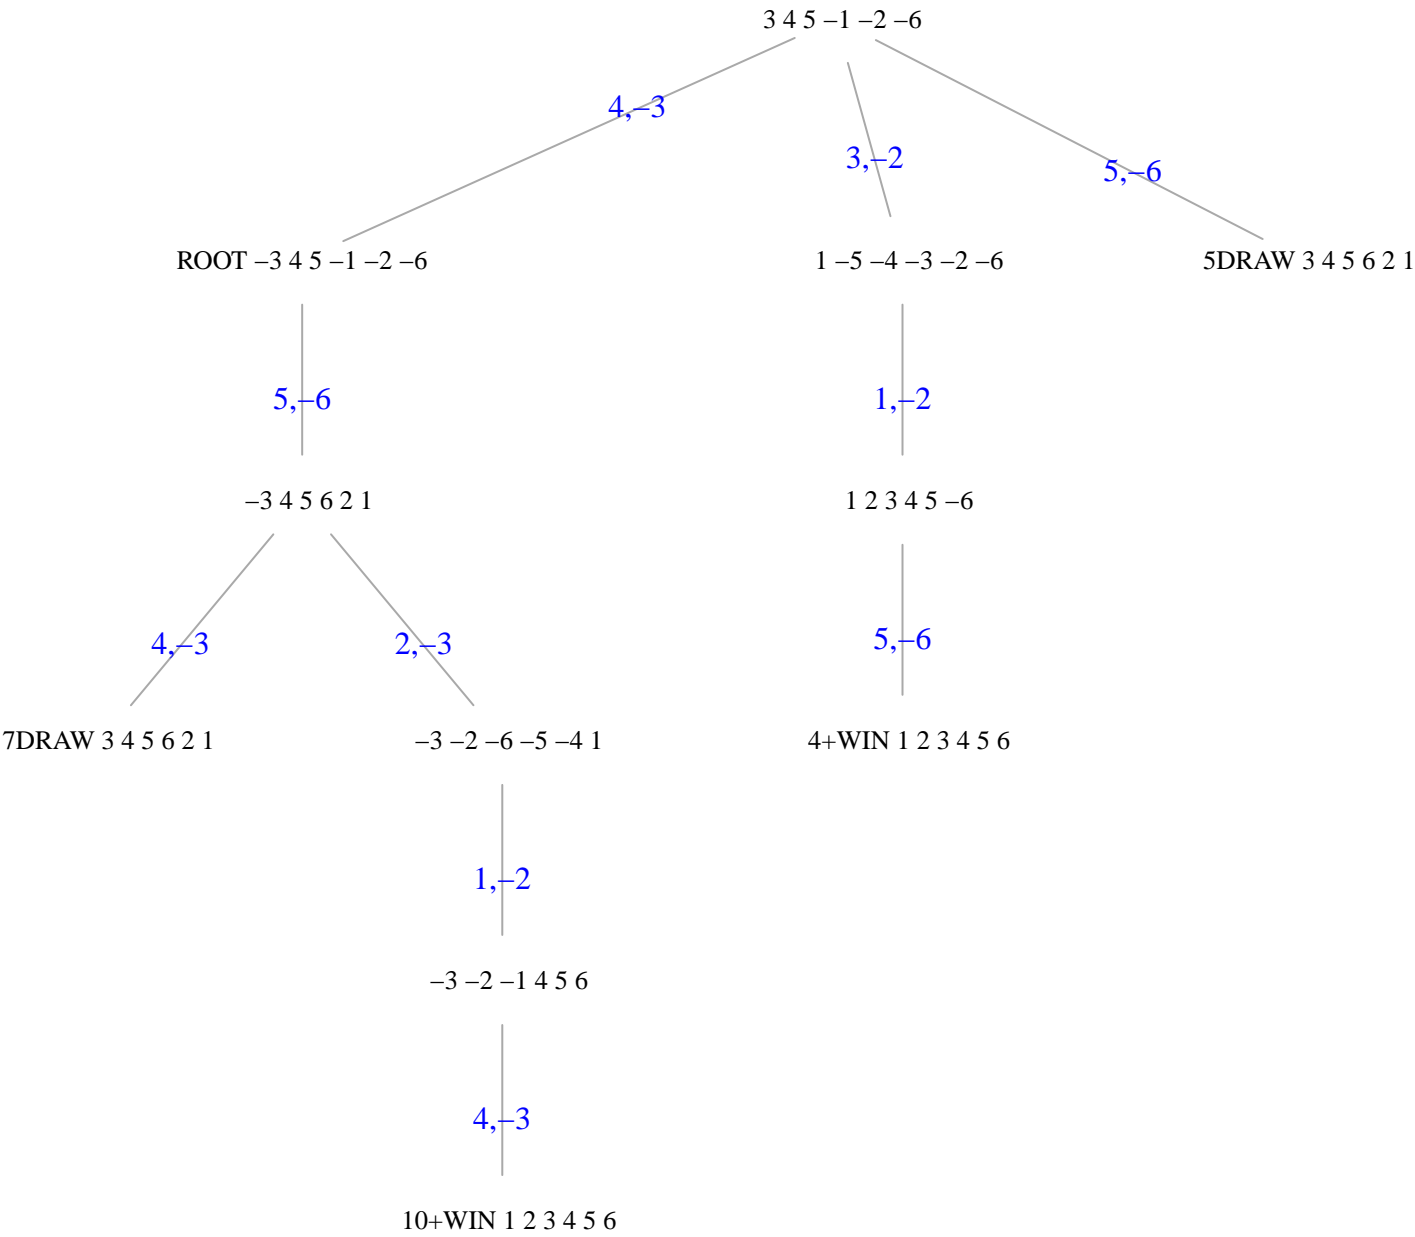 3 4 5 –1 –2 –6
4,–3
3,–2
5,–6
ROOT –3 4 5 –1 –2 –6
1 –5 –4 –3 –2 –6
5DRAW 3 4 5 6 2 1
5,–6
1,–2
–3 4 5 6 2 1
1 2 3 4 5 –6
4,–3
2,–3
5,–6
7DRAW 3 4 5 6 2 1
–3 –2 –6 –5 –4 1
4+WIN 1 2 3 4 5 6
1,–2
–3 –2 –1 4 5 6
4,–3
10+WIN 1 2 3 4 5 6